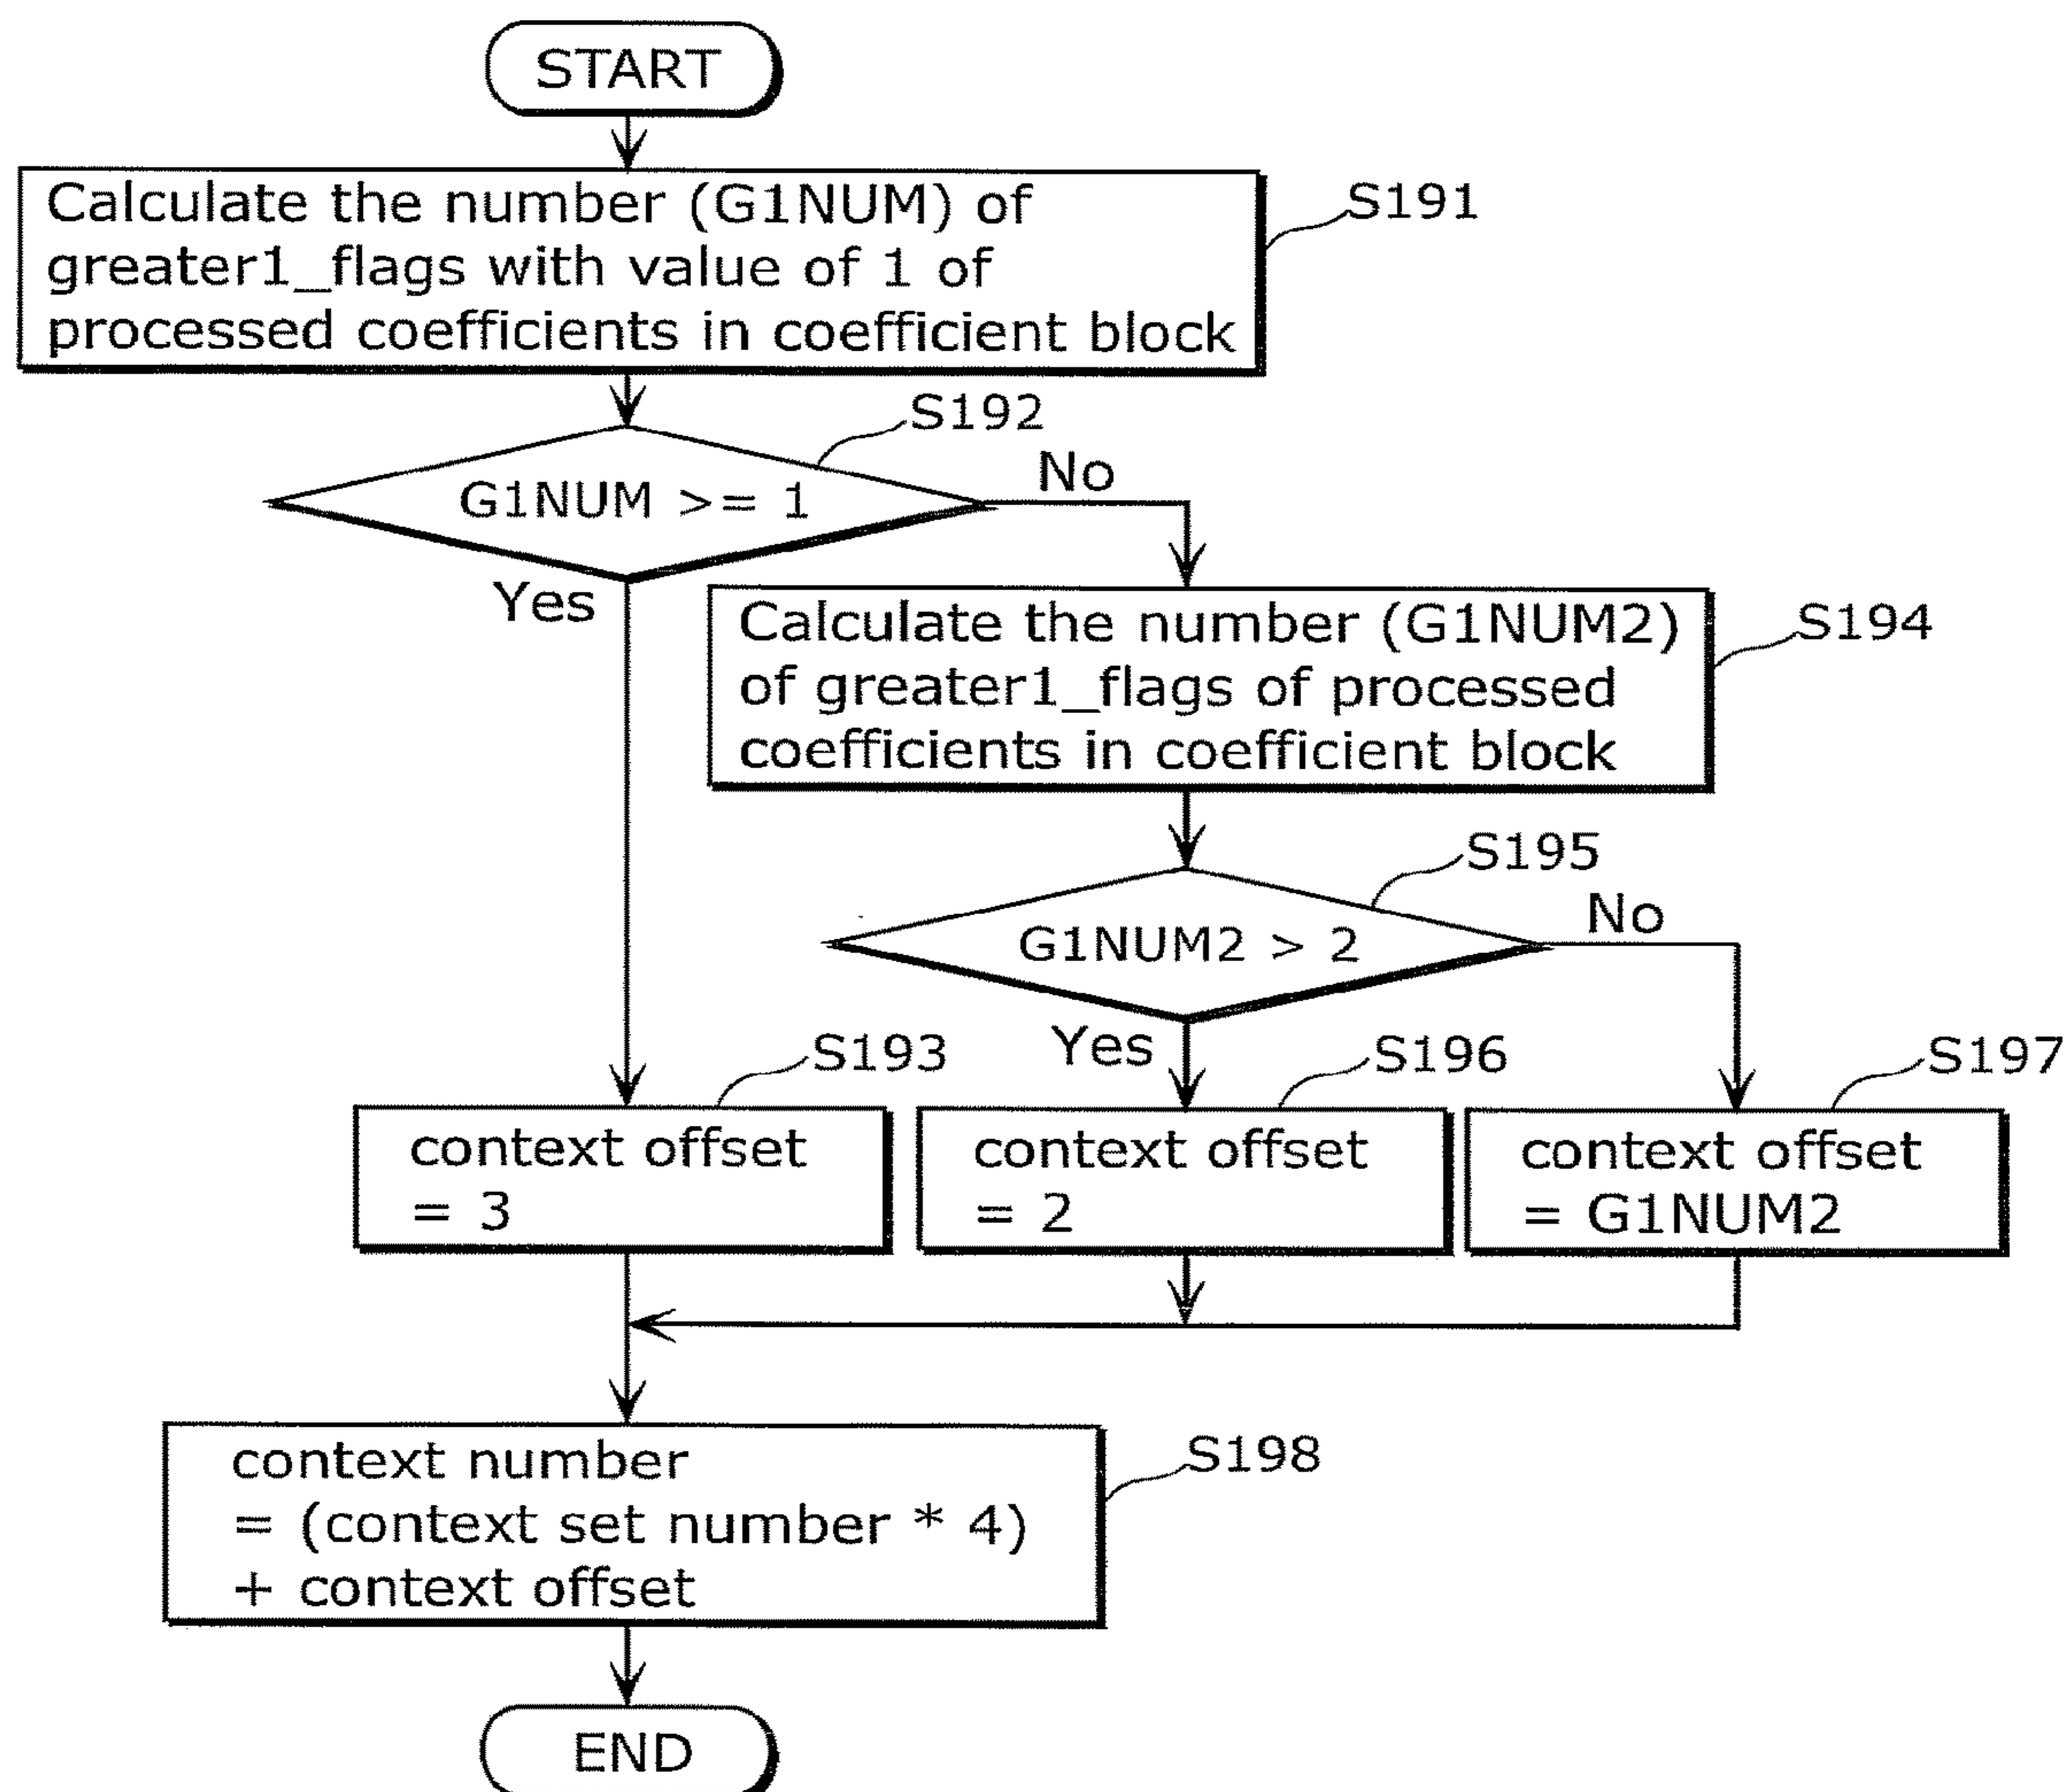 START
Calculate the number (G1NUM) of
greater1_flags with value of 1 of
processed coefficients in coefficient block
S191
S192
G1NUM >= 1
No
Yes
Calculate the number (G1NUM2)
of greater1_flags of processed
coefficients in coefficient block
S194
S195
G1NUM2 > 2
No
Yes
S193
context offset
= 3
S196
context offset
= 2
S197
context offset
= G1NUM2
context number
= (context set number * 4)
+ context offset
S198
END